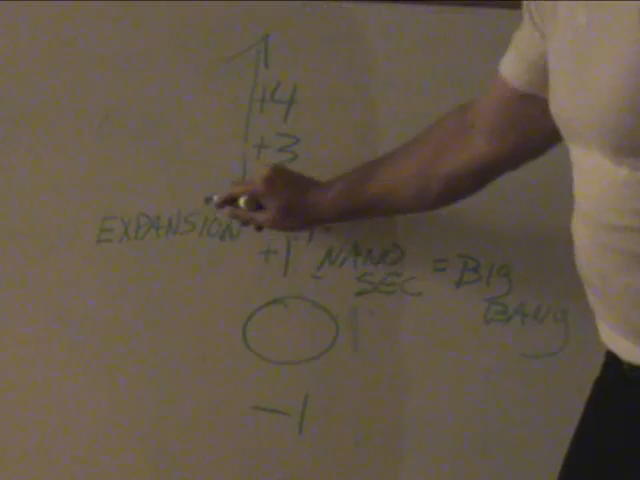 +4
+3
EXPANSION
+1 NANO
SEC = BIg
BANg
-1